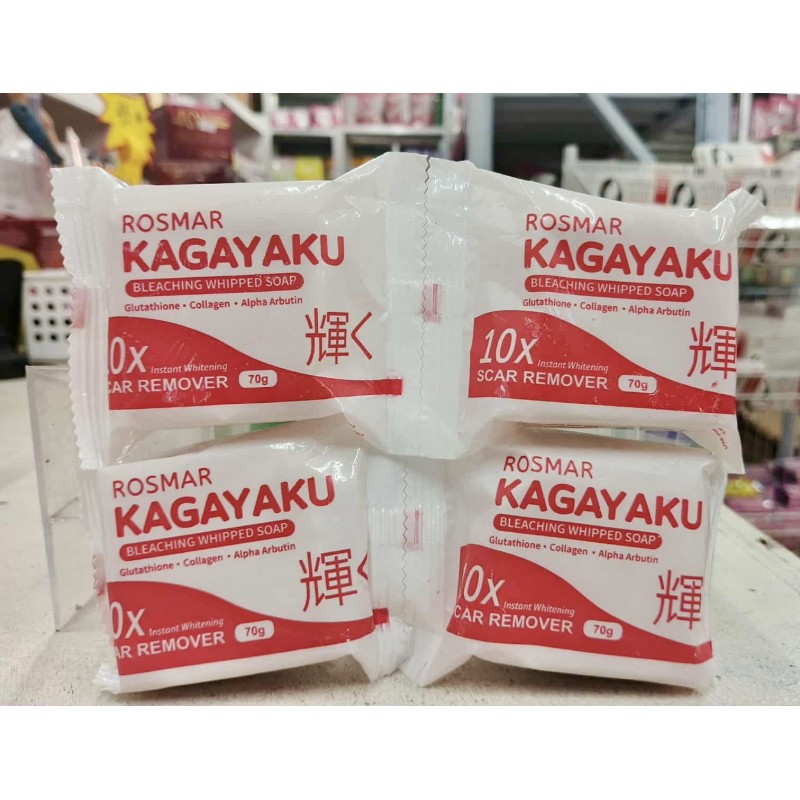 ROSMAR
KAGAYAKU
BLEACHING WHIPPED SOAP
Glutathione • Collagen • Alpha Arbutin
輝く
0x Instant Whitening
CAR REMOVER 70g
ROSMAR
KAGAYAKU
BLEACHING WHIPPED SOAP
Glutathione • Collagen • Alpha Arbutin
輝
10x Instant Whitening
SCAR REMOVER 70g
ROSMAR
KAGAYAKU
BLEACHING WHIPPED SOAP
Glutathione • Collagen • Alpha Arbutin
輝く
0x Instant Whitening
AR REMOVER 70g
ROSMAR
KAGAYAKU
BLEACHING WHIPPED SOAP
Glutathione • Collagen • Alpha Arbutin
輝
10x Instant Whitening
CAR REMOVER 70g